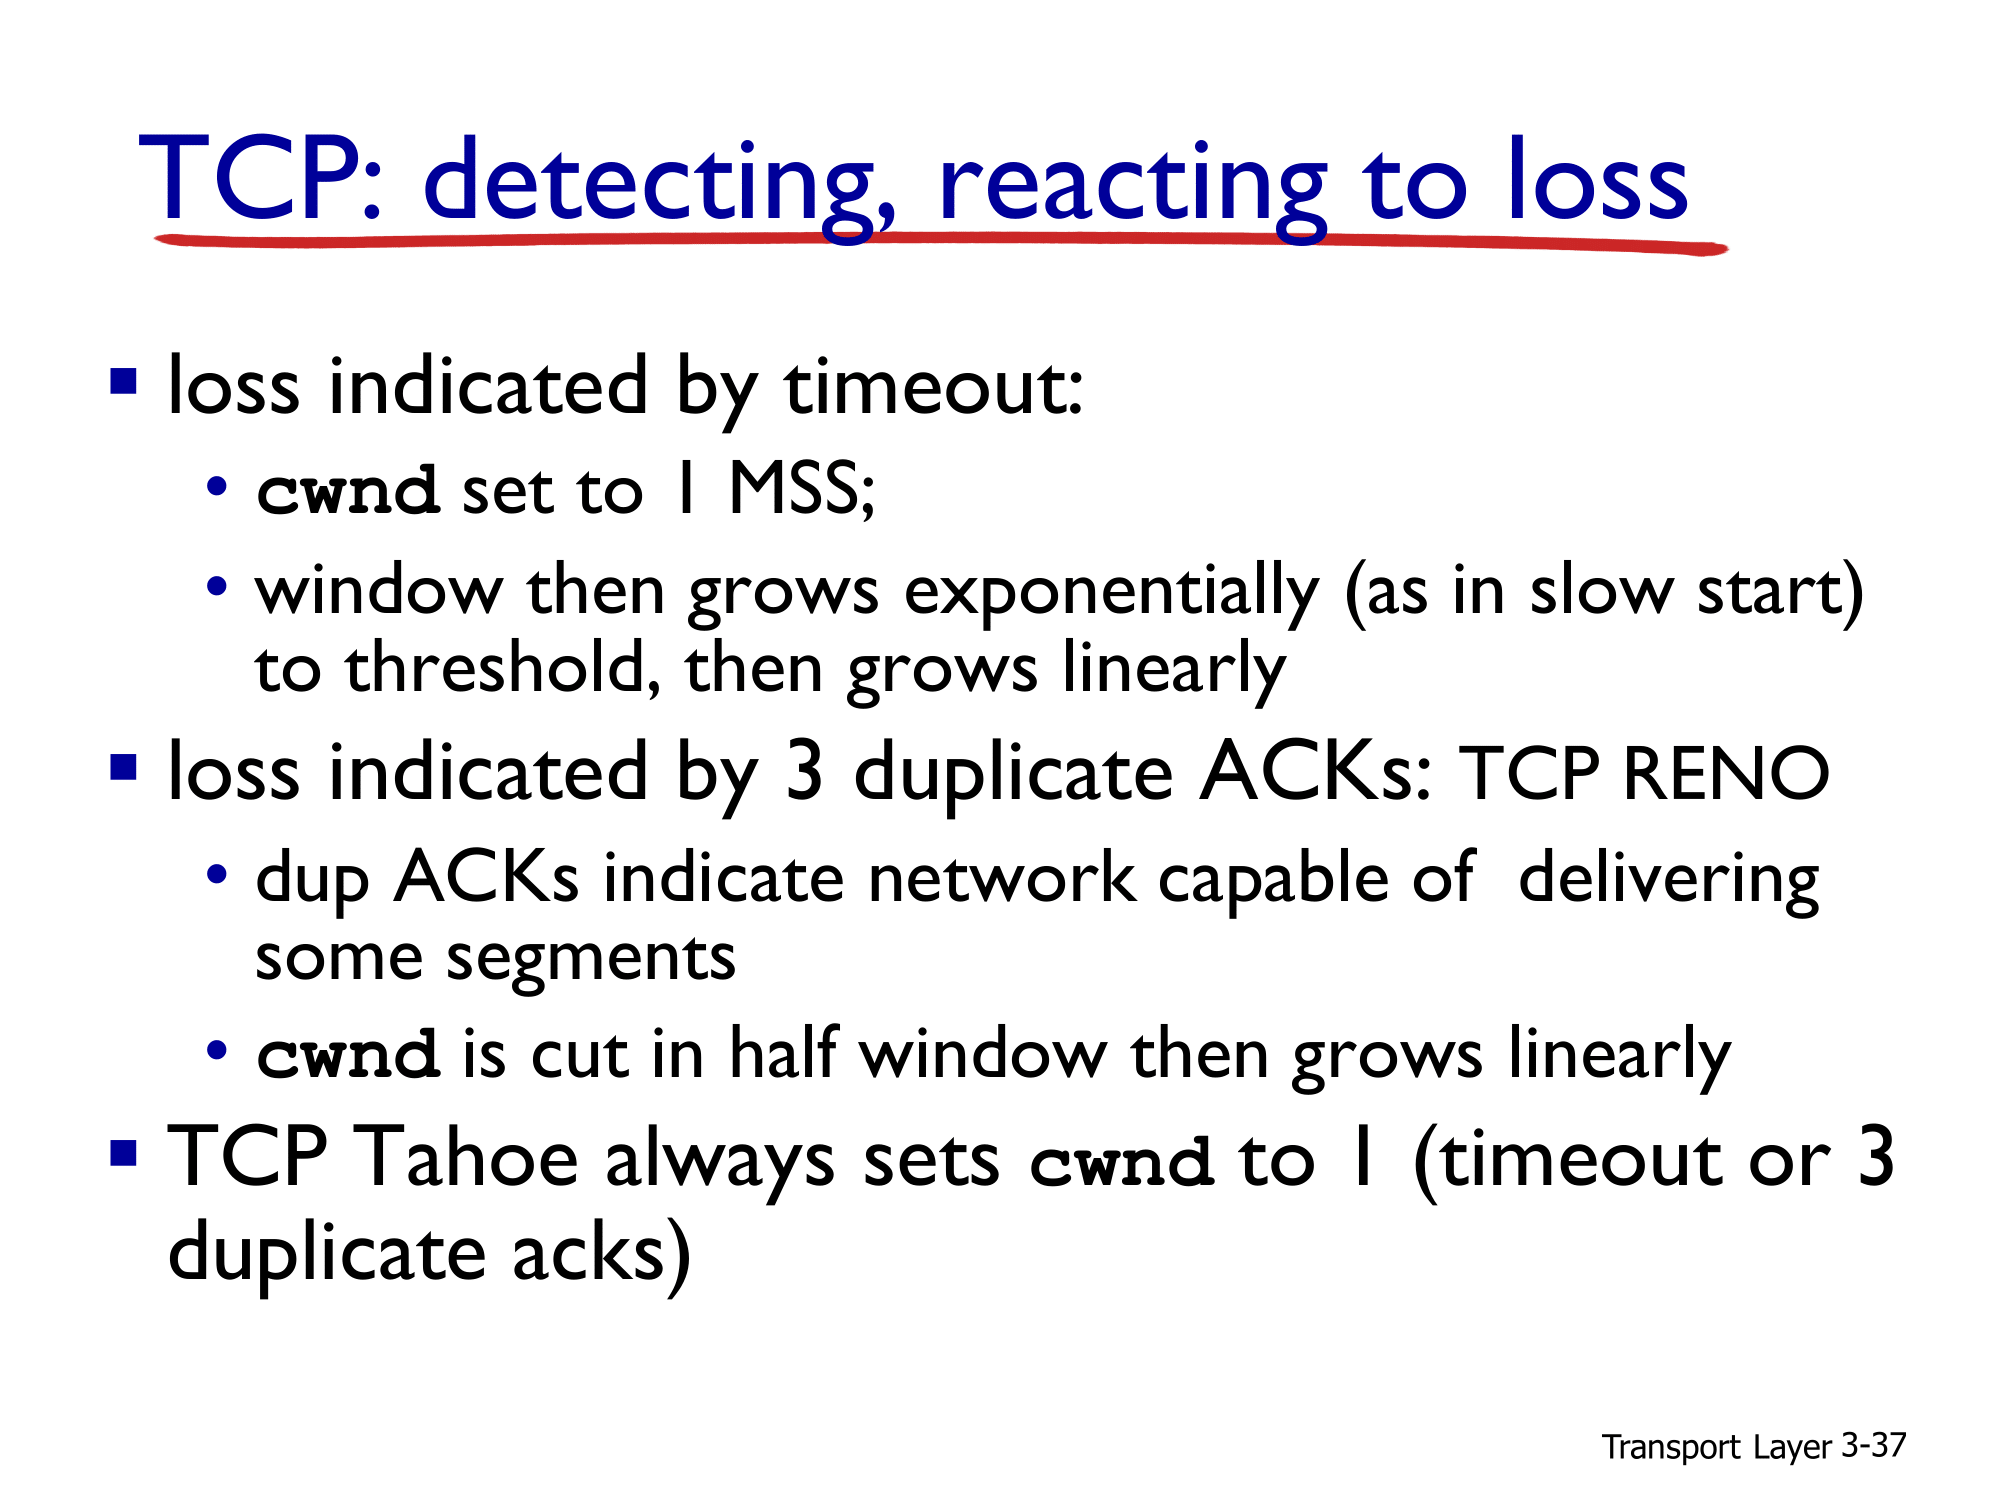 TCP: detecting, reacting to loss
▪ loss indicated by timeout:
• cwnd set to 1 MSS;
• window then grows exponentially (as in slow start)
to threshold, then grows linearly
▪ loss indicated by 3 duplicate ACKs: TCP RENO
• dup ACKs indicate network capable of  delivering
some segments
• cwnd is cut in half window then grows linearly
▪ TCP Tahoe always sets cwnd to 1 (timeout or 3
duplicate acks)
Transport Layer 3-37